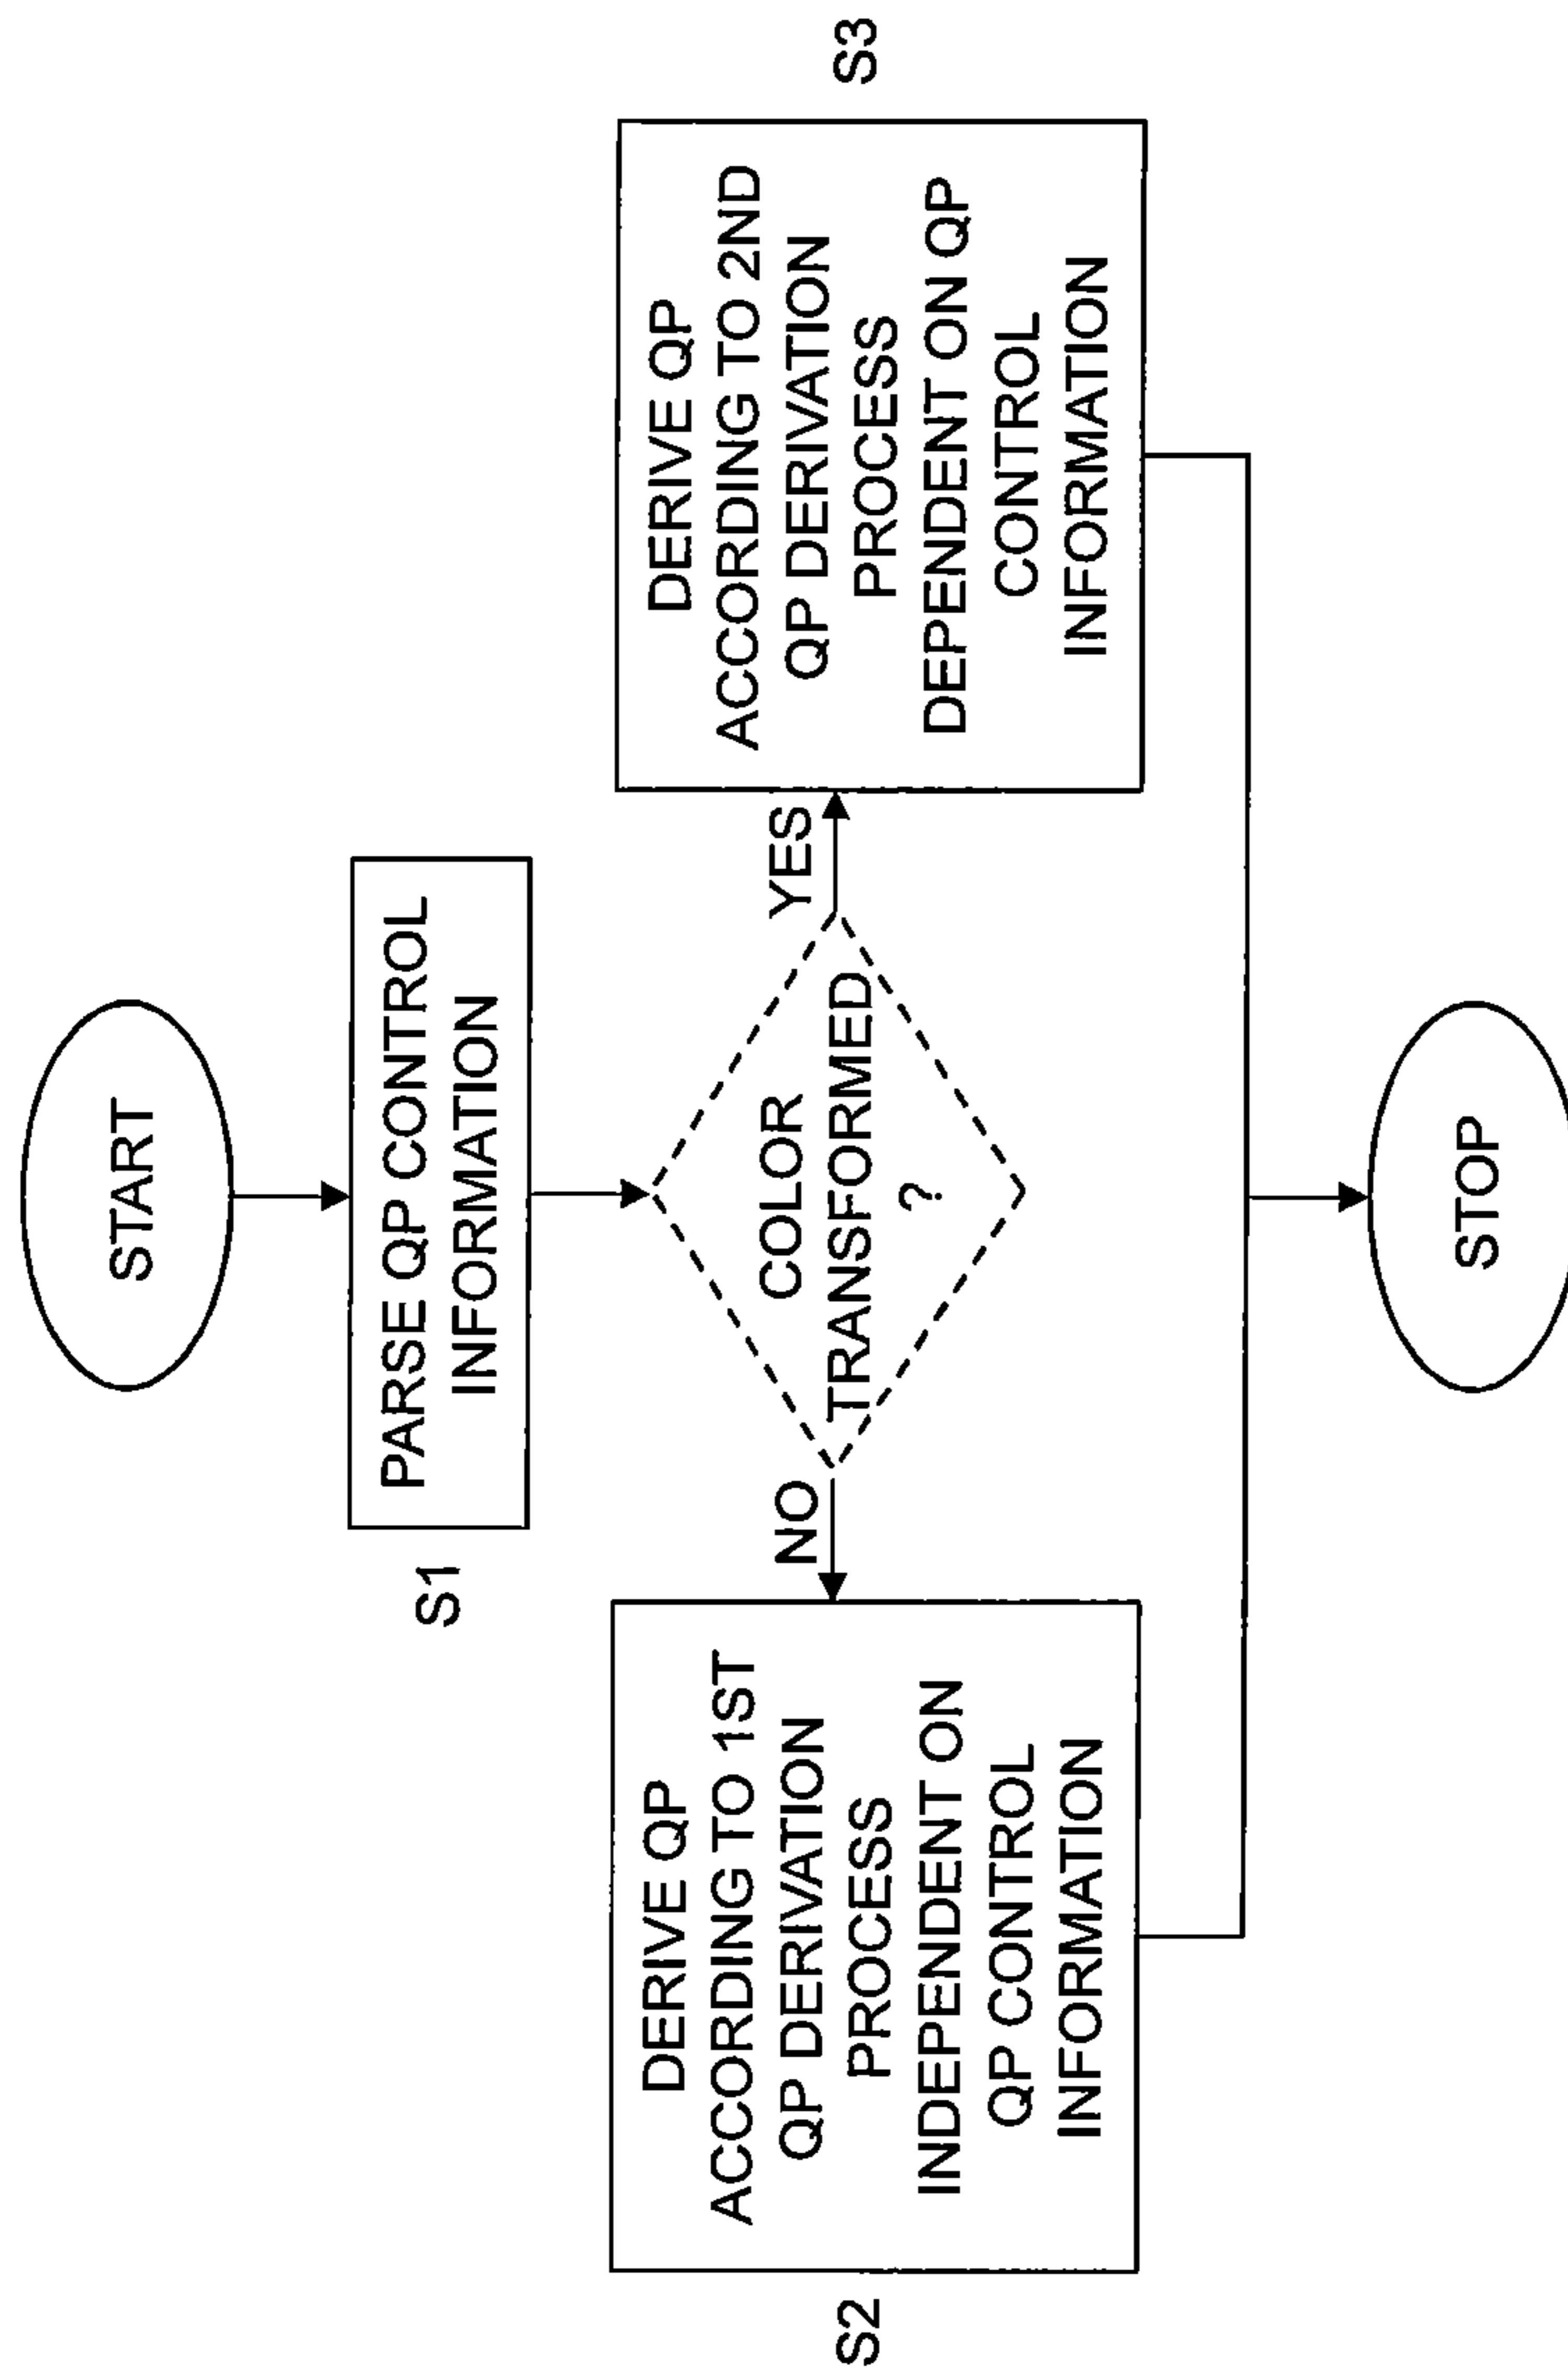 START
PARSE QP CONTROL
INFORMATION
S1
COLOR
TRANSFORMED
?
NO
YES
DERIVE QP
ACCORDING TO 1ST
QP DERIVATION
PROCESS
INDEPENDENT ON
QP CONTROL
INFORMATION
S2
DERIVE QP
ACCORDING TO 2ND
QP DERIVATION
PROCESS
DEPENDENT ON QP
CONTROL
INFORMATION
S3
STOP